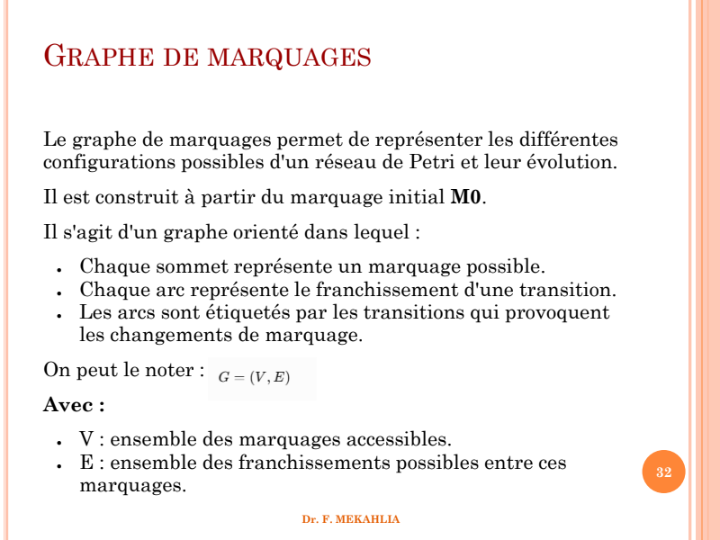 GRAPHE DE MARQUAGES
Le graphe de marquages permet de représenter les différentes
configurations possibles d'un réseau de Petri et leur évolution.
Il est construit à partir du marquage initial M0.
Il s'agit d'un graphe orienté dans lequel :
• Chaque sommet représente un marquage possible.
• Chaque arc représente le franchissement d'une transition.
• Les arcs sont étiquetés par les transitions qui provoquent
les changements de marquage.
On peut le noter : G = (V, E)
Avec :
• V : ensemble des marquages accessibles.
• E : ensemble des franchissements possibles entre ces
marquages.
32
Dr. F. MEKAHLIA